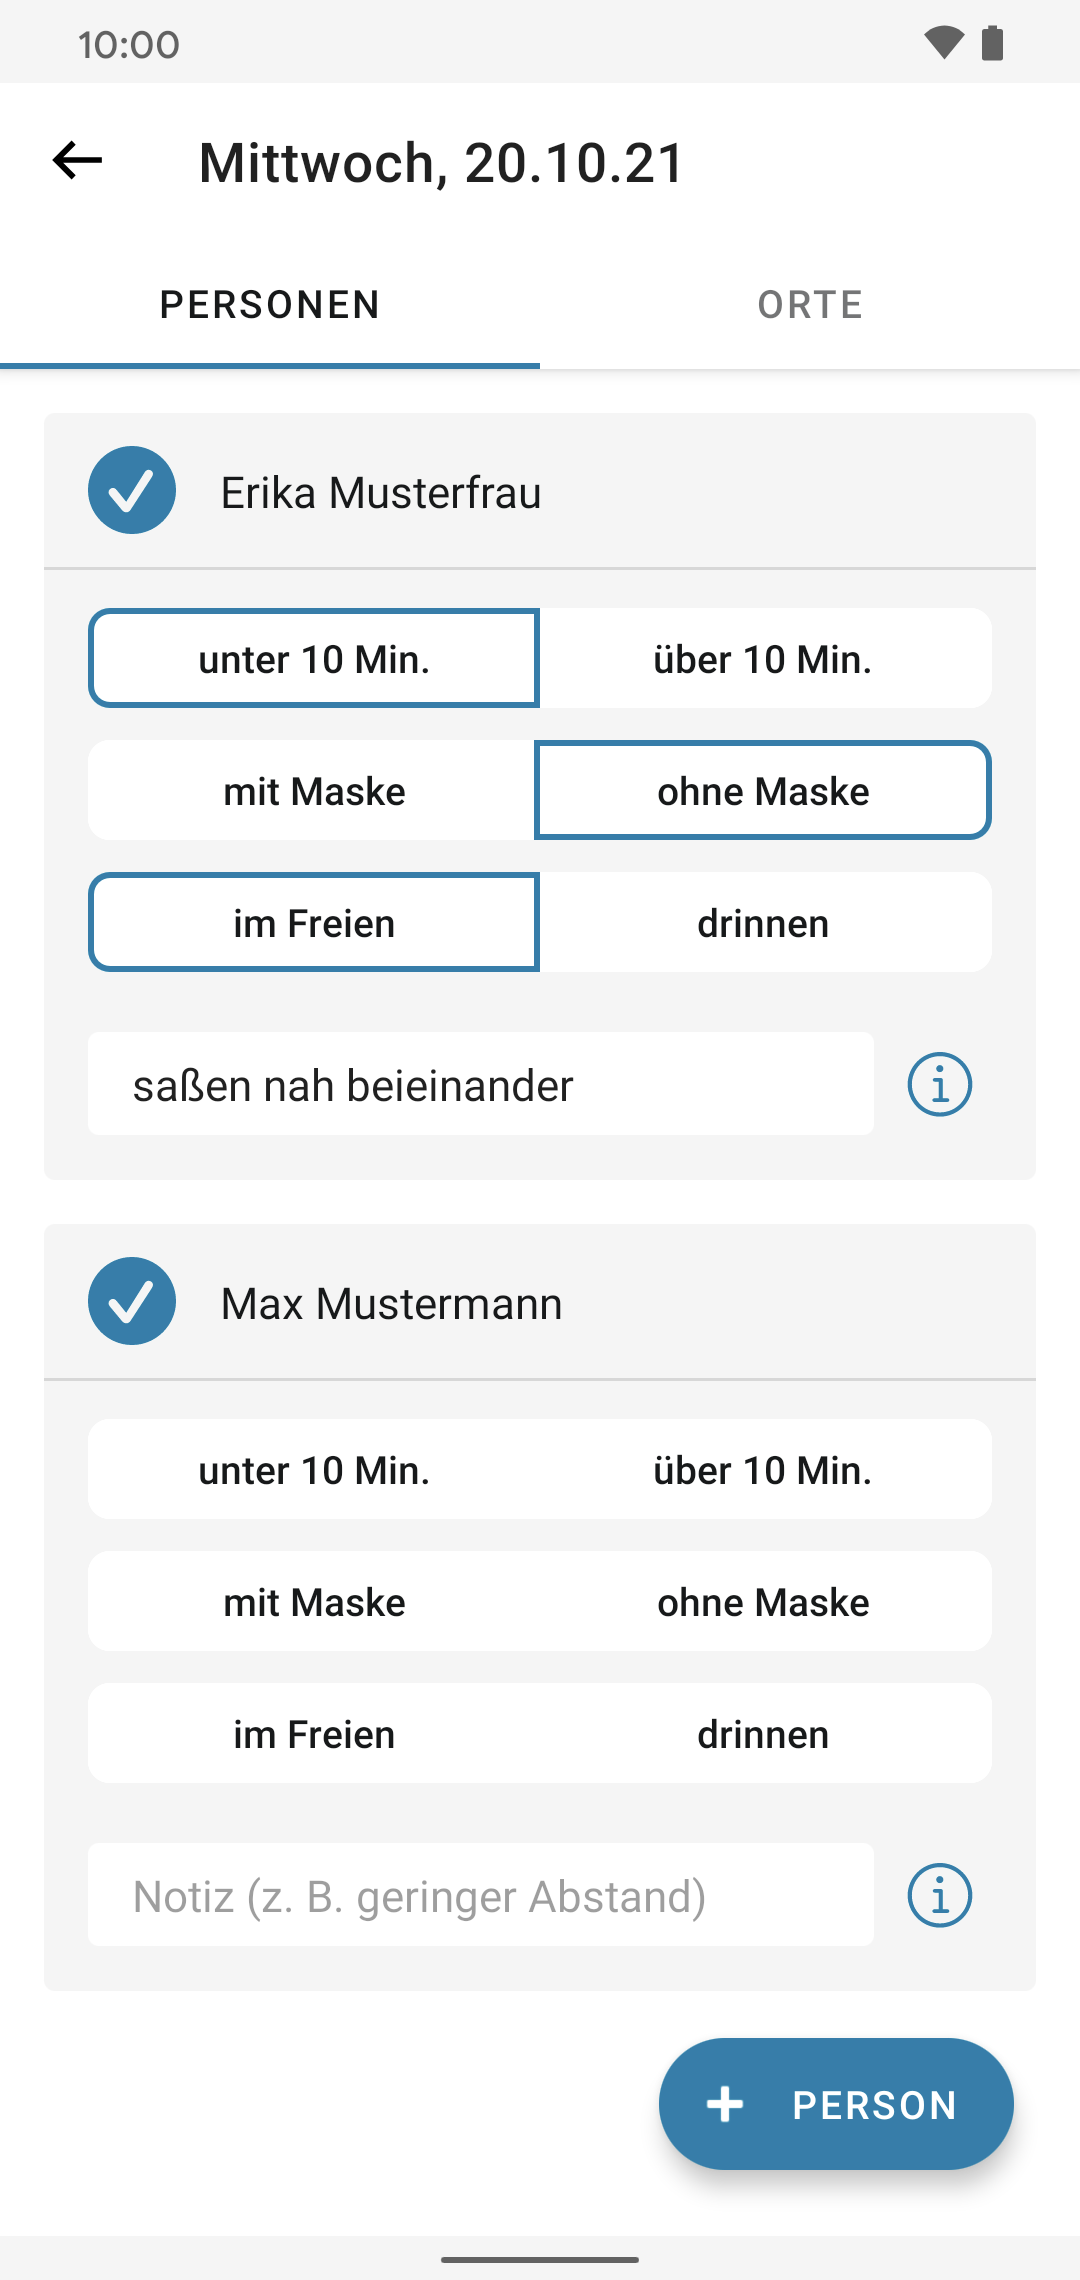 10:00
Mittwoch, 20.10.21
PERSONEN ORTE
Erika Musterfrau
unter 10 Min. über 10 Min.
mit Maske ohne Maske
im Freien drinnen
saßen nah beieinander
Max Mustermann
unter 10 Min. über 10 Min.
mit Maske ohne Maske
im Freien drinnen
Notiz (z. B. geringer Abstand)
+ PERSON